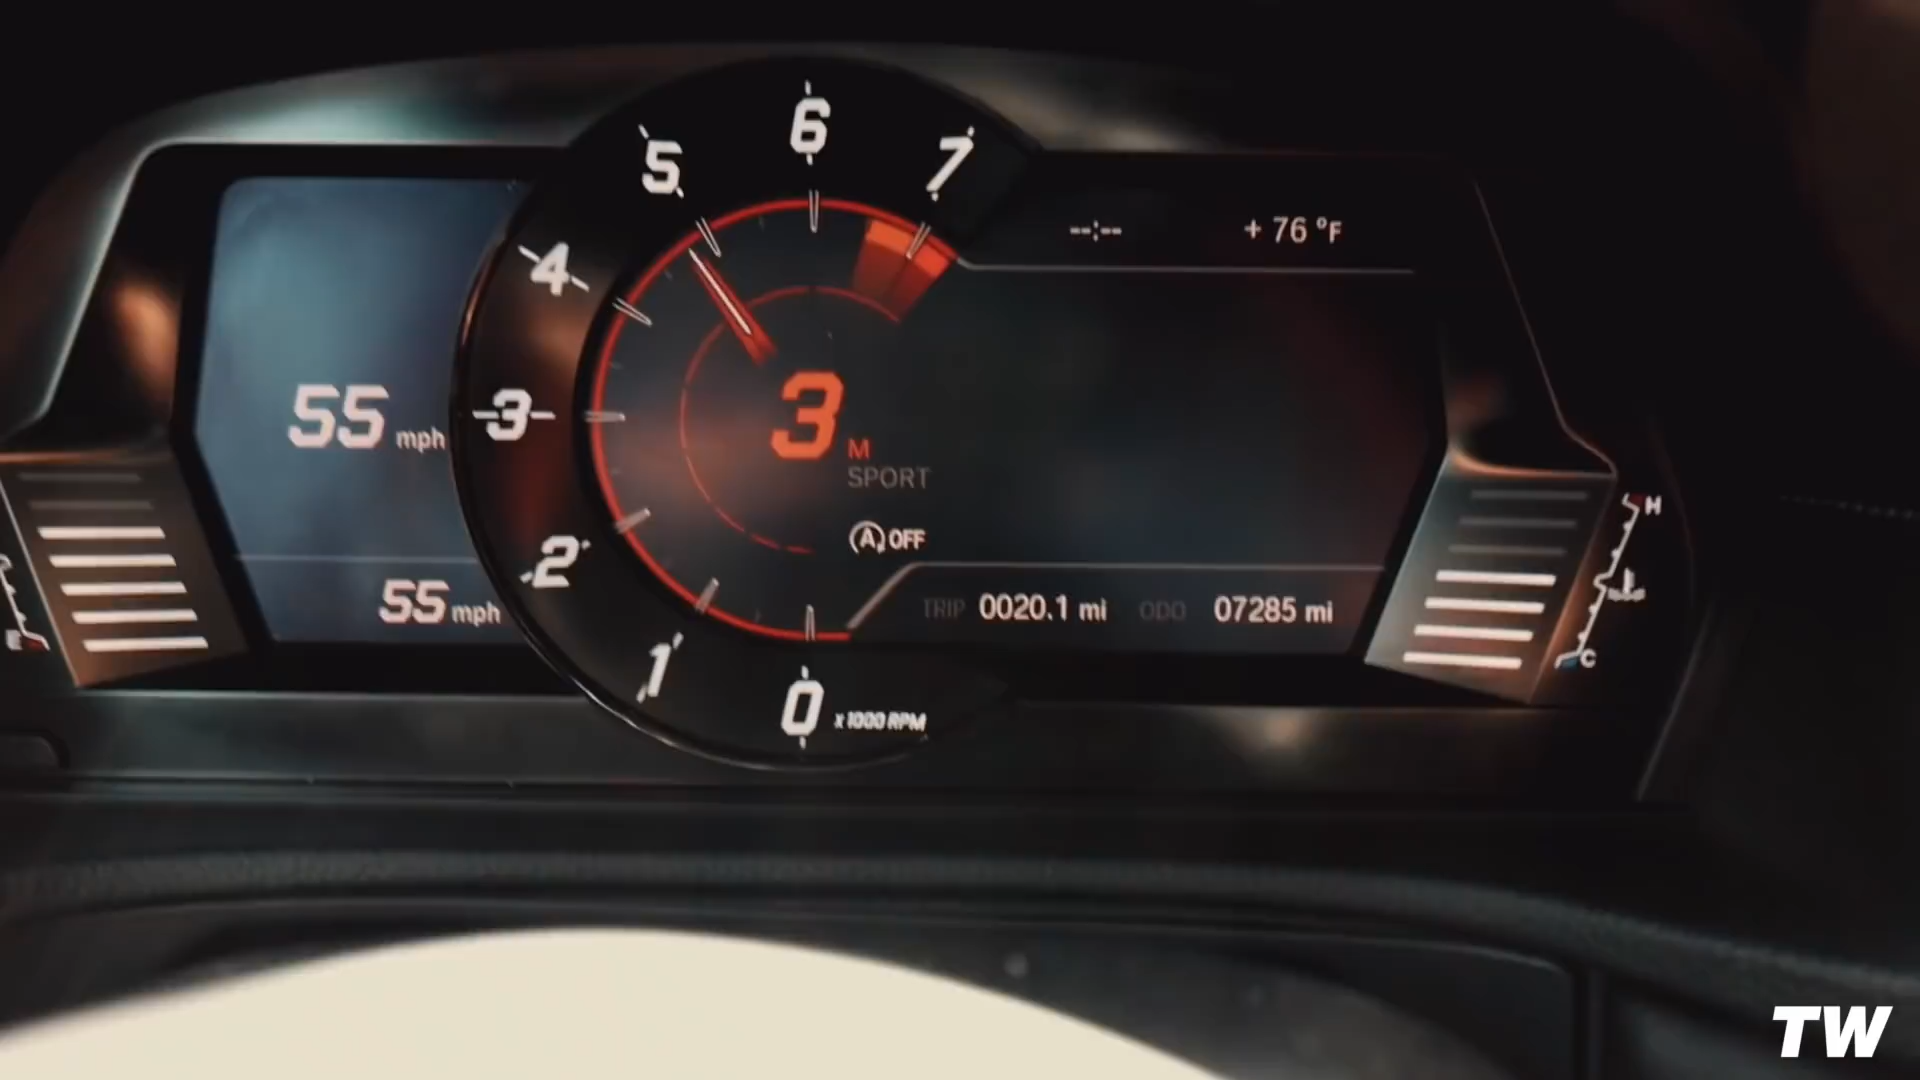 6
5
7
4
--:-- + 76 °F
3
55 mph
3
M
SPORT
A OFF
2
55 mph
TRIP 0020.1 mi ODO 07285 mi
1
0 x 1000 RPM
E
H
C
TW